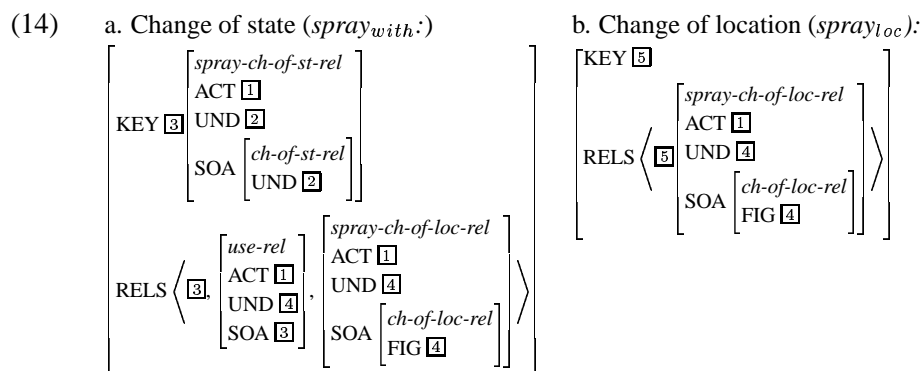 (14) a. Change of state (spray_with:) b. Change of location (spray_loc):
spray-ch-of-st-rel
ACT 1
KEY 3 UND 2
SOA ch-of-st-rel
UND 2
RELS ⟨ 3 , use-rel
ACT 1
UND 4
SOA 3 , spray-ch-of-loc-rel
ACT 1
UND 4
SOA ch-of-loc-rel
FIG 4 ⟩
KEY 5
RELS ⟨ 5 spray-ch-of-loc-rel
ACT 1
UND 4
SOA ch-of-loc-rel
FIG 4 ⟩